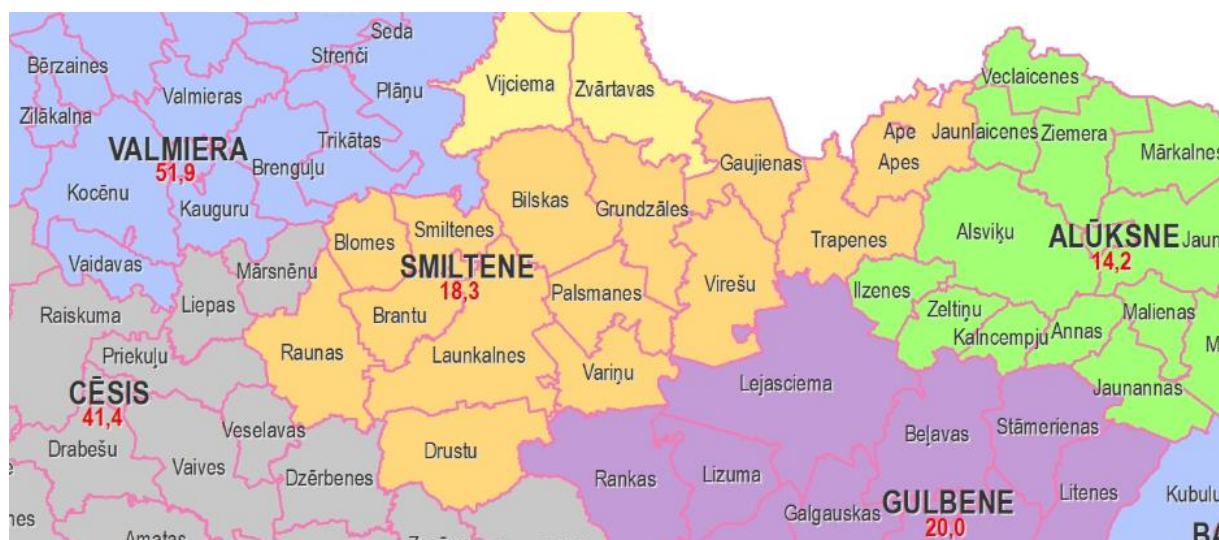 Seda
Strenči
Bērzaines
Vijciema
Zvārtavas
Veclaicenes
Valmieras
Plāņu
Zilākalna
Ape
Jaunlaicenes
Ziemera
Trikātas
VALMIERA
51,9
Brenguļu
Gaujienas
Apes
Mārkalnes
Kocēnu
Kauguru
Bilskas
Grundzāles
Smiltenes
Blomes
Trapenes
Alsviķu
ALŪKSNE
14,2
Vaidavas
Mārsnēnu
SMILTENE
18,3
Virešu
Ilzenes
Liepas
Raiskuma
Palsmanes
Zeltiņu
Malienas
Brantu
Kalncempju
Annas
Priekuļu
Raunas
Launkalnes
Variņu
Lejasciema
Jaunannas
CĒSIS
41,4
Veselavas
Beļavas
Stāmerienas
Drabešu
Vaives
Drustu
Dzērbenes
Rankas
Lizuma
Litenes
GULBENE
20,0
Galgauskas
Amatas